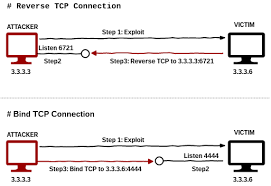 # Reverse TCP Connection
ATTACKER
VICTIM
Step 1: Exploit
Listen 6721
Step2
Step3: Reverse TCP to 3.3.3.3:6721
3.3.3.3
3.3.3.6
# Bind TCP Connection
ATTACKER
VICTIM
Step 1: Exploit
Listen 4444
Step3: Bind TCP to 3.3.3.6:4444
Step2
3.3.3.3
3.3.3.6